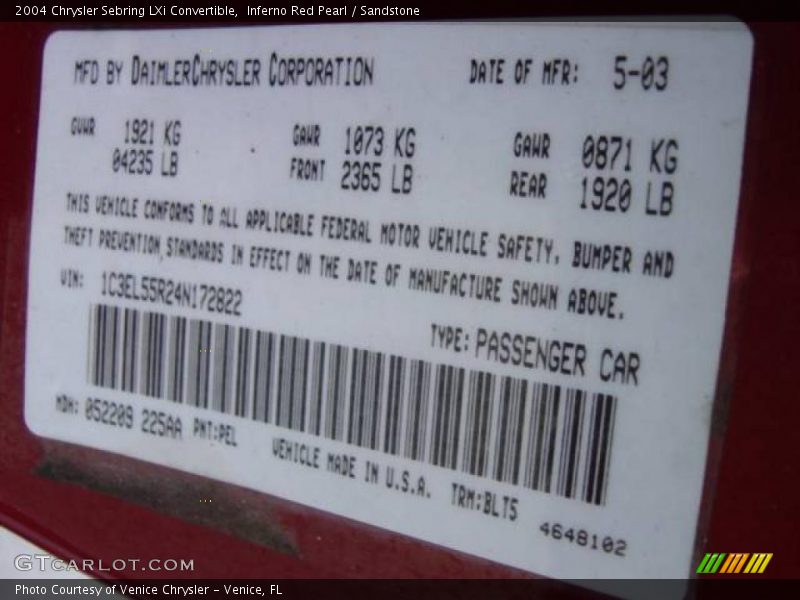 2004 Chrysler Sebring LXi Convertible,  Inferno Red Pearl / Sandstone
MFD BY DAIMLERCHRYSLER CORPORATION DATE OF MFR: 5-03
GVWR 1921 KG GAWR 1073 KG GAWR 0871 KG
04235 LB FRONT 2365 LB REAR 1920 LB
THIS VEHICLE CONFORMS TO ALL APPLICABLE FEDERAL MOTOR VEHICLE SAFETY, BUMPER AND
THEFT PREVENTION STANDARDS IN EFFECT ON THE DATE OF MANUFACTURE SHOWN ABOVE.
VIN: 1C3EL55R24N172822
TYPE: PASSENGER CAR
MDH: 052209 225AA PNT:PEL
VEHICLE MADE IN U.S.A. TRM:BLT5
4648102
GTCARLOT.COM
Photo Courtesy of Venice Chrysler - Venice, FL